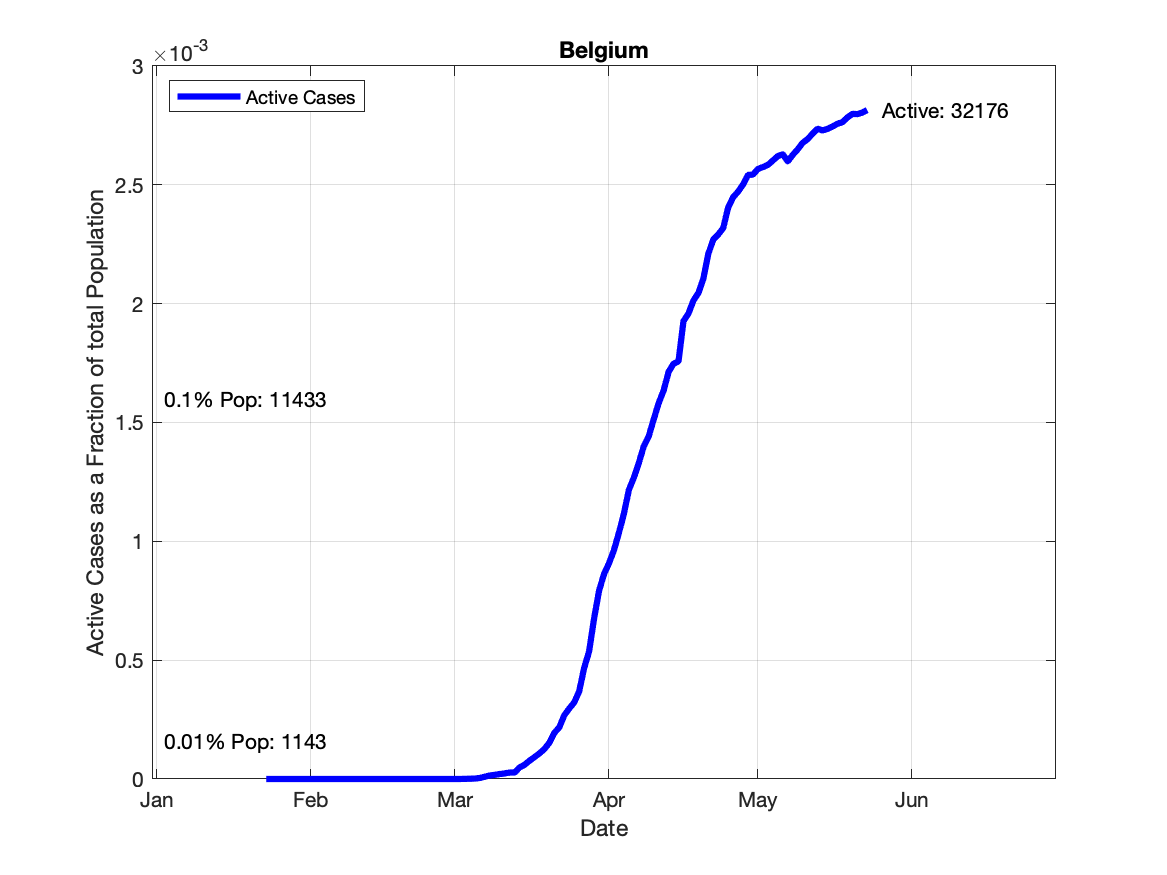 Belgium
×10-3
3
Active Cases
Active: 32176
2.5
2
0.1% Pop: 11433
1.5
1
0.5
0.01% Pop: 1143
0
Active Cases as a Fraction of total Population
Jan Feb Mar Apr May Jun
Date